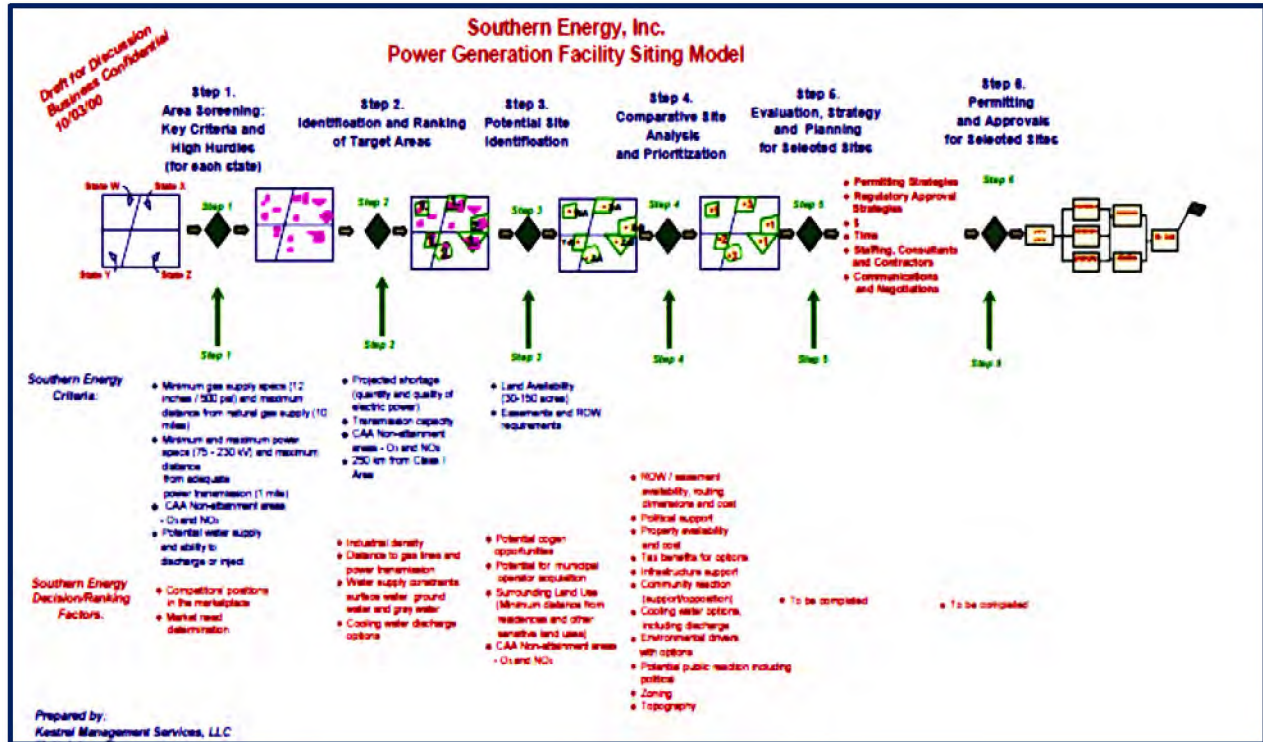 Southern Energy, Inc.
Power Generation Facility Siting Model
Draft for Discussion
Business Confidential
10/03/00
Step 1.
Area Screening:
Key Criteria and
High Hurdles
(for each state)
Step 2.
Identification and Ranking
of Target Areas
Step 3.
Potential Site
Identification
Step 4.
Comparative Site
Analysis
and Prioritization
Step 5.
Evaluation, Strategy
and Planning
for Selected Sites
Step 6.
Permitting
and Approvals
for Selected Sites
State W
State X
State Y
State Z
Step 1
Step 2
Step 3
Step 4
Step 5
Permitting Strategies
Regulatory Approval
Strategies
$
Time
Staffing, Consultants
and Contractors
Communications
and Negotiations
Step 6
Step 1
Step 2
Step 3
Step 4
Step 5
Southern Energy
Criteria:
Minimum gas supply specs (12
inches / 500 psi) and maximum
distance from natural gas supply (10
miles)
Minimum and maximum power
specs (75 - 230 kV) and maximum
distance
from adequate
power transmission (1 mile)
CAA Non-attainment areas
- O3 and NOx
Potential water supply
and ability to
discharge or inject
Projected shortage
(quantity and quality of
electric power)
Transmission capacity
CAA Non-attainment
areas - O3 and NOx
250 km from Class I
Area
Land Availability
(30-150 acres)
Easements and ROW
requirements
Southern Energy
Decision/Ranking
Factors:
Competitors' positions
in the marketplace
Market need
determination
Industrial density
Distance to gas lines and
power transmission
Water supply constraints
surface water, ground
water and gray water
Cooling water discharge
options
Potential cogen
opportunities
Potential for municipal
operator acquisition
Surrounding Land Use
(Minimum distance from
residences and other
sensitive land uses)
CAA Non-attainment areas
- O3 and NOx
ROW / easement
availability, routing
dimensions and cost
Political support
Property availability
and cost
Tax benefits for options
Infrastructure support
Community reaction
(support/opposition)
Cooling water options,
including discharge
Environmental drivers
with options
Potential public reaction including
political
Zoning
Topography
To be completed
To be completed
Prepared by:
Kestrel Management Services, LLC